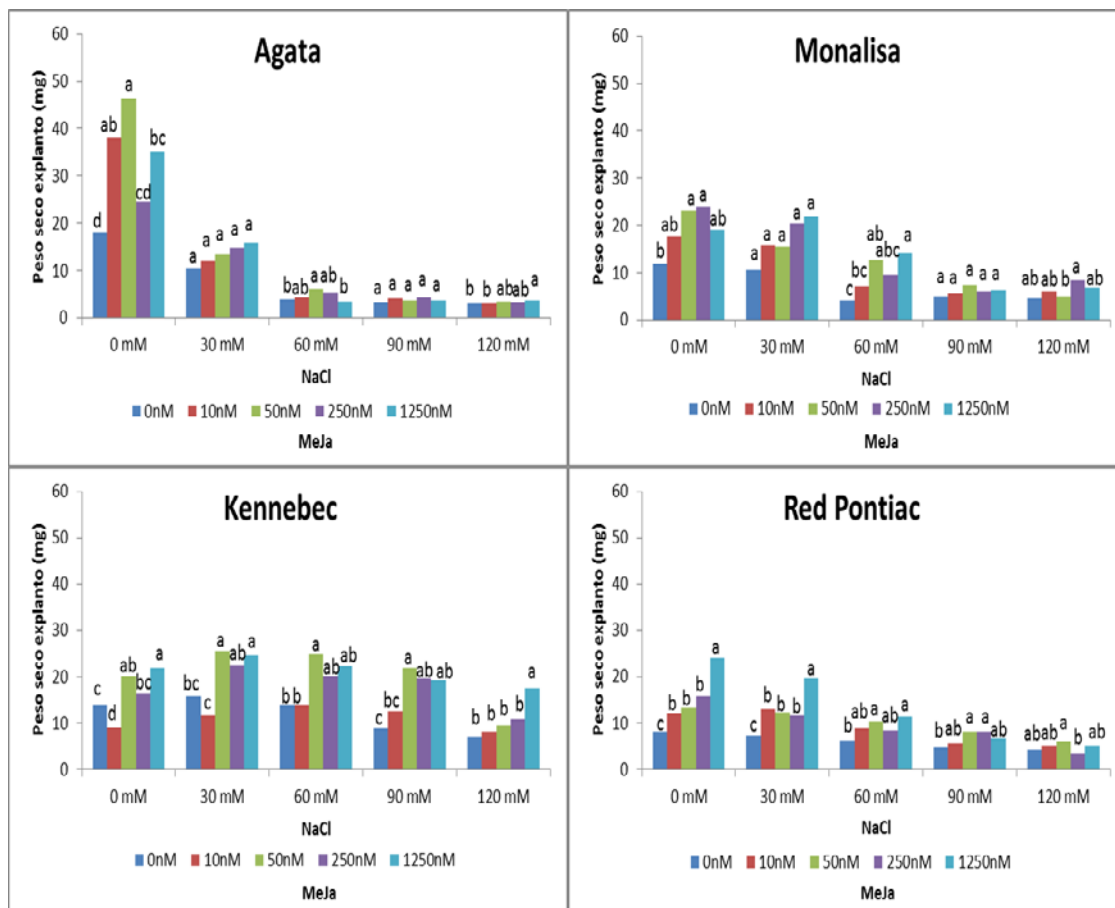 Agata
Peso seco explanto (mg)
60
50
40
30
20
10
0
d ab a cd bc
a a a a a
b ab a ab b
a a a a a
b b ab ab a
0 mM 30 mM 60 mM 90 mM 120 mM
NaCl
0nM 10nM 50nM 250nM 1250nM
MeJa
Monalisa
Peso seco explanto (mg)
60
50
40
30
20
10
0
b ab a a ab
a a a a a
c bc ab abc a
a a a a a
ab ab ab a ab
0 mM 30 mM 60 mM 90 mM 120 mM
NaCl
0nM 10nM 50nM 250nM 1250nM
MeJa
Kennebec
Peso seco explanto (mg)
60
50
40
30
20
10
0
c d ab bc a
bc c a ab a
b b a ab ab
b bc a ab ab
b b b b a
0 mM 30 mM 60 mM 90 mM 120 mM
NaCl
0nM 10nM 50nM 250nM 1250nM
MeJa
Red Pontiac
Peso seco explanto (mg)
60
50
40
30
20
10
0
c b b b a
c b b b a
b ab a ab a
b ab a a ab
ab ab a b ab
0 mM 30 mM 60 mM 90 mM 120 mM
NaCl
0nM 10nM 50nM 250nM 1250nM
MeJa